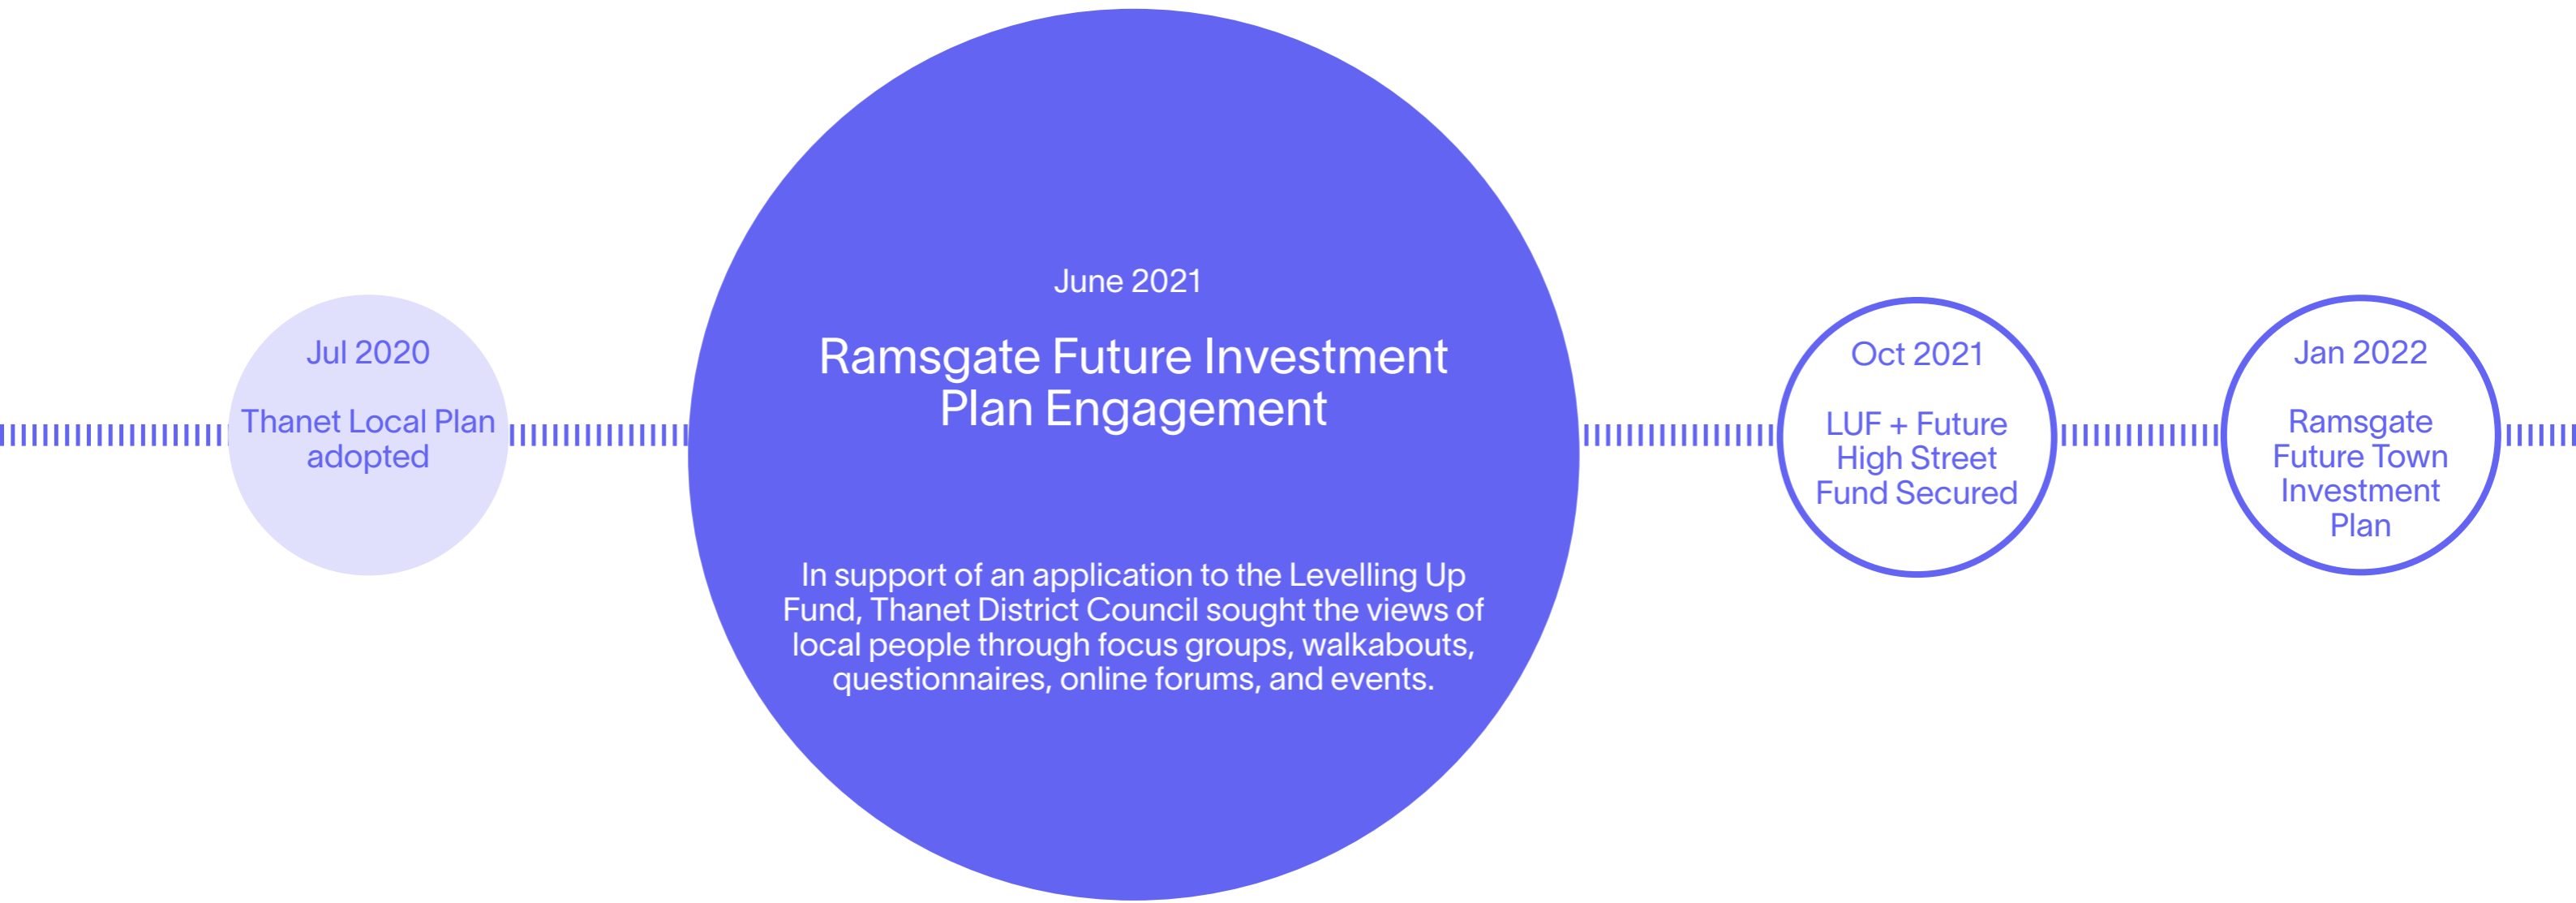 Jul 2020
Thanet Local Plan
adopted
June 2021
Ramsgate Future Investment
Plan Engagement
In support of an application to the Levelling Up
Fund, Thanet District Council sought the views of
local people through focus groups, walkabouts,
questionnaires, online forums, and events.
Oct 2021
LUF + Future
High Street
Fund Secured
Jan 2022
Ramsgate
Future Town
Investment
Plan